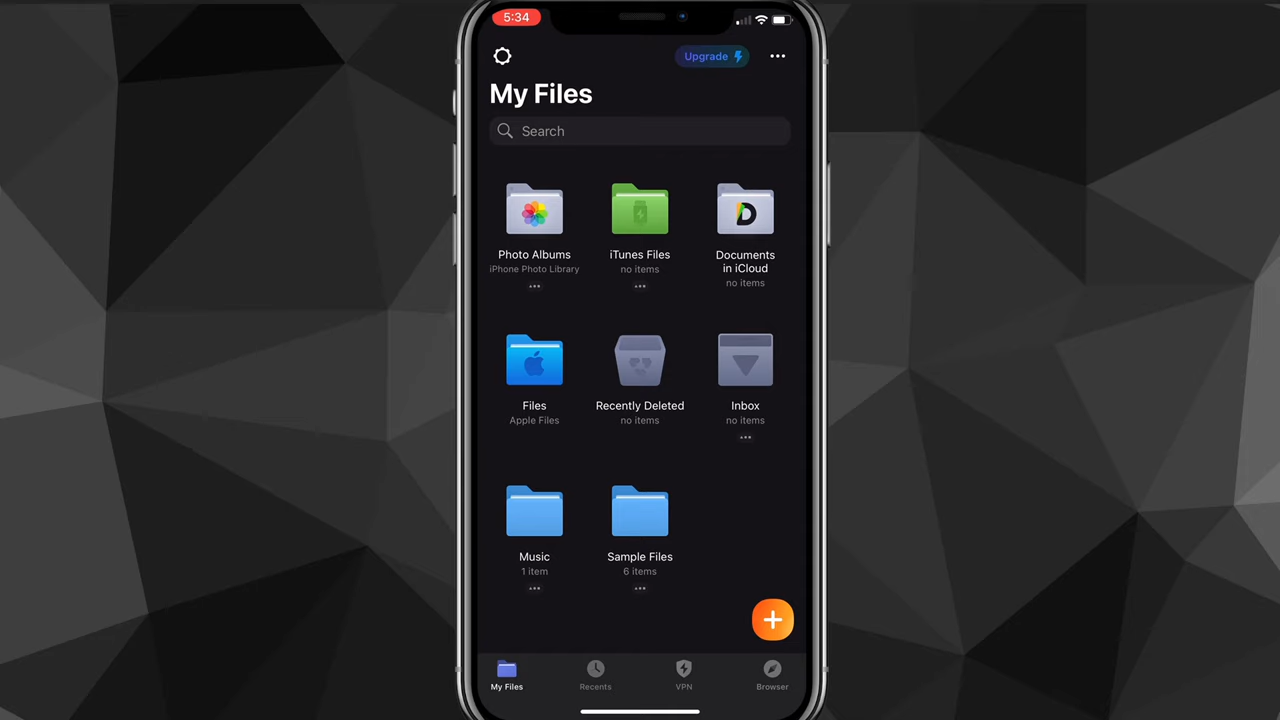 5:34
Upgrade
My Files
Search
Photo Albums
iPhone Photo Library
iTunes Files
no items
Documents
in iCloud
no items
Files
Apple Files
Recently Deleted
no items
Inbox
no items
Music
1 item
Sample Files
6 items
My Files
Recents
VPN
Browser